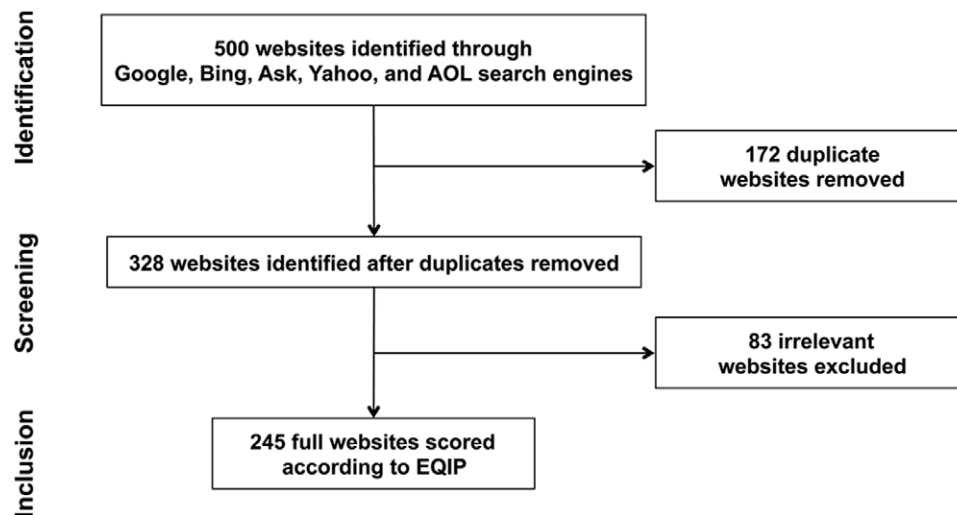 Identification
500 websites identified through
Google, Bing, Ask, Yahoo, and AOL search engines
172 duplicate
websites removed
Screening
328 websites identified after duplicates removed
83 irrelevant
websites excluded
Inclusion
245 full websites scored
according to EQIP